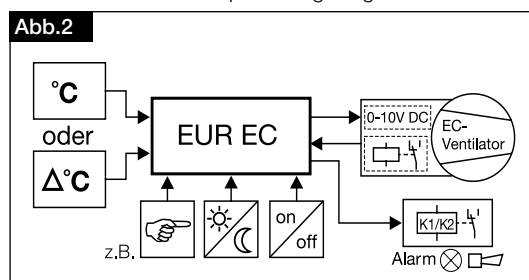 Abb.2
°C
oder
Δ°C
EUR EC
0-10V DC
EC-
Ventilator
z.B.
on
off
K1/K2
Alarm